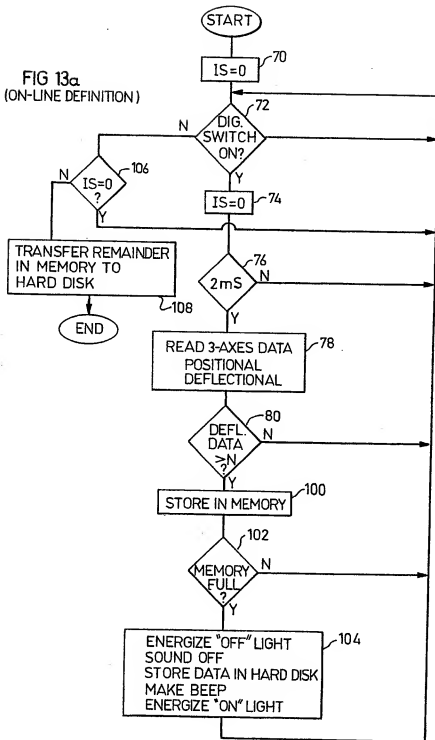 START
FIG 13a
(ON-LINE DEFINITION)
IS=0
70
72
N
DIG.
SWITCH
ON?
Y
106
N
IS=0
?
Y
IS=0
74
TRANSFER REMAINDER
IN MEMORY TO
HARD DISK
108
END
76
2mS
N
Y
READ 3-AXES DATA
POSITIONAL
DEFLECTIONAL
78
80
DEFL.
DATA
>N
?
N
Y
STORE IN MEMORY
100
102
MEMORY
FULL
?
N
Y
ENERGIZE "OFF" LIGHT
SOUND OFF
STORE DATA IN HARD DISK
MAKE BEEP
ENERGIZE "ON" LIGHT
104